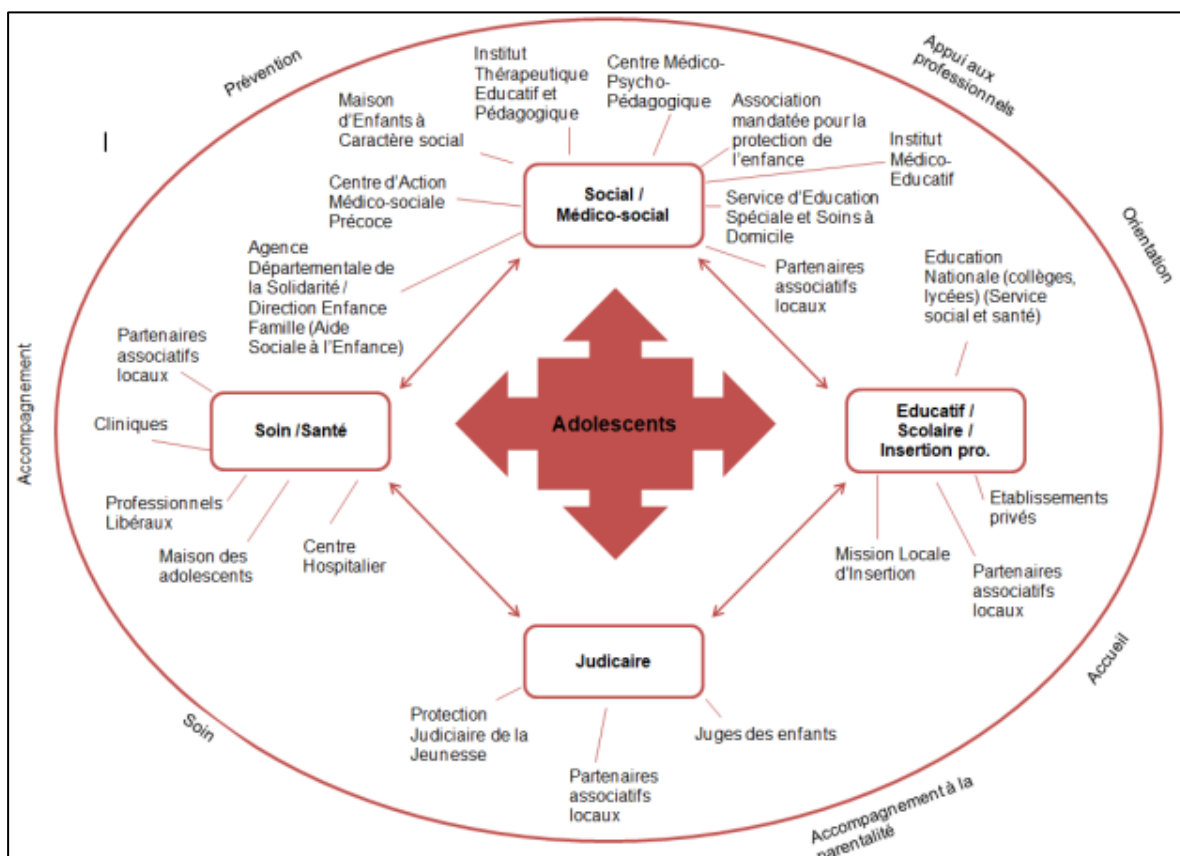 Prévention
Appui aux
professionnels
Orientation
Accueil
Accompagnement à la
parentalité
Soin
Accompagnement
Institut
Thérapeutique
Educatif et
Pédagogique
Centre Médico-
Psycho-
Pédagogique
Maison
d'Enfants à
Caractère social
Association
mandatée pour la
protection de
l'enfance
Institut
Médico-
Educatif
Centre d'Action
Médico-sociale
Précoce
Social /
Médico-social
Service d'Education
Spéciale et Soins à
Domicile
Agence
Départementale de
la Solidarité /
Direction Enfance
Famille (Aide
Sociale à l'Enfance)
Partenaires
associatifs
locaux
Education
Nationale (collèges,
lycées) (Service
social et santé)
Partenaires
associatifs
locaux
Cliniques
Soin /Santé
Adolescents
Educatif /
Scolaire /
Insertion pro.
Professionnels
Libéraux
Maison des
adolescents
Centre
Hospitalier
Etablissements
privés
Mission Locale
d'Insertion
Partenaires
associatifs
locaux
Judicaire
Protection
Judiciaire de la
Jeunesse
Partenaires
associatifs
locaux
Juges des enfants